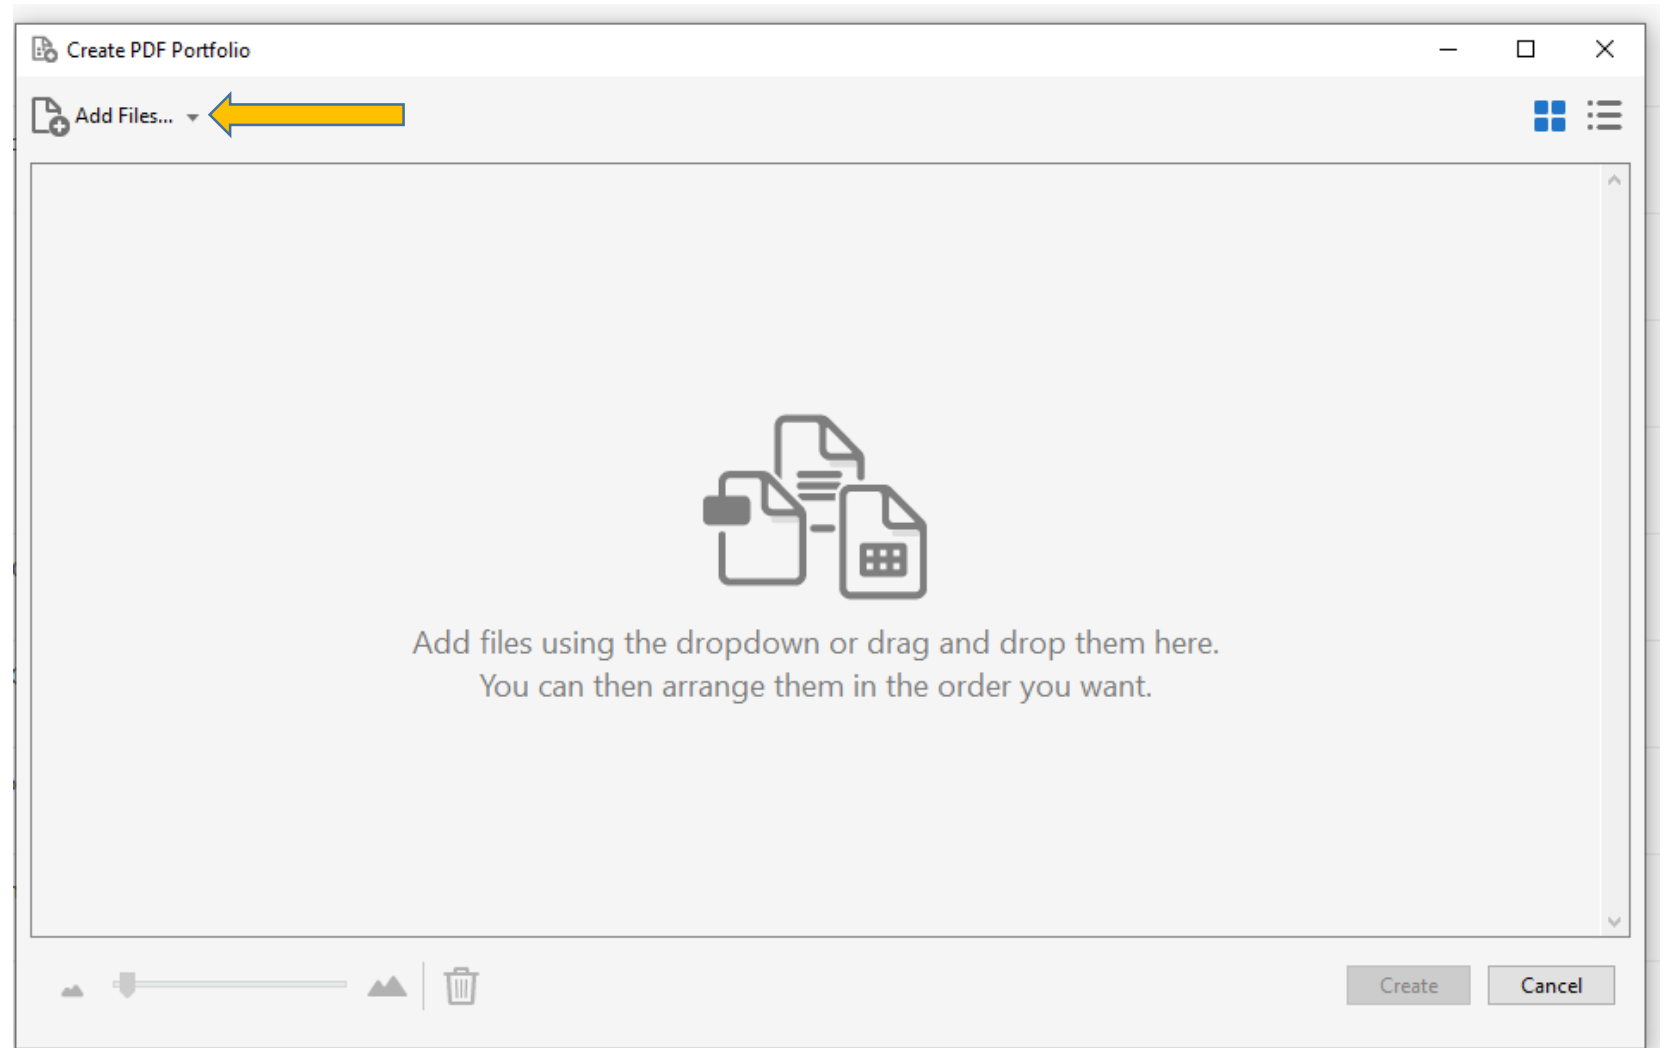 Create PDF Portfolio
Add Files...
Add files using the dropdown or drag and drop them here.
You can then arrange them in the order you want.
Create
Cancel